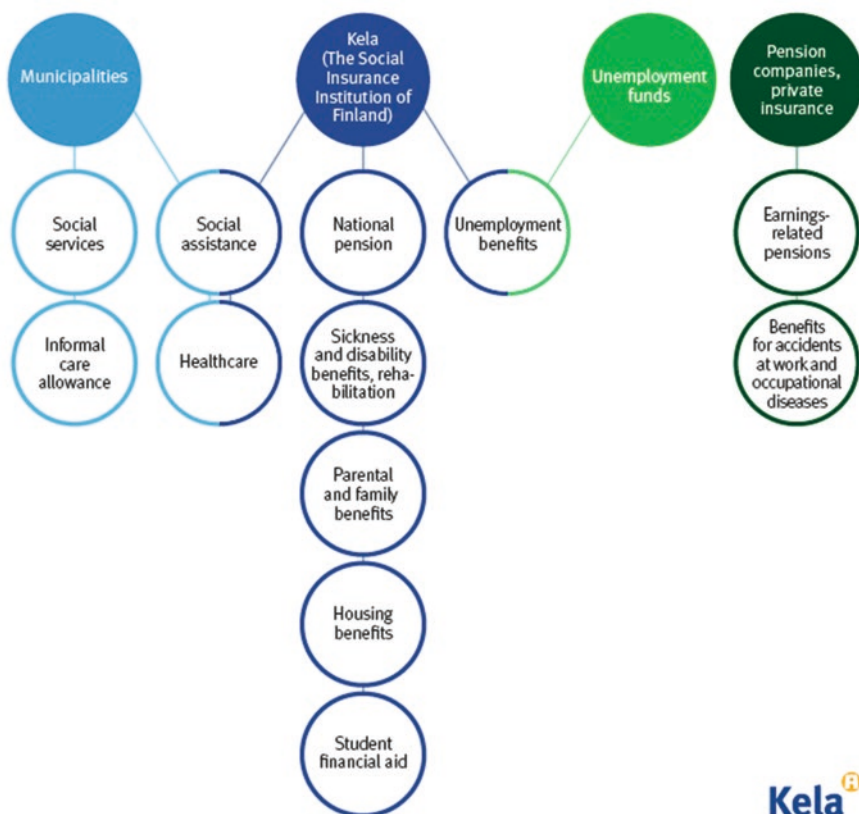 Municipalities
Kela
(The Social
Insurance
Institution of
Finland)
Unemployment
funds
Pension
companies,
private
insurance
Social
services
Social
assistance
National
pension
Unemployment
benefits
Earnings-
related
pensions
Informal
care
allowance
Healthcare
Sickness
and disability
benefits, reha-
bilitation
Benefits
for accidents
at work and
occupational
diseases
Parental
and family
benefits
Housing
benefits
Student
financial aid
Kela